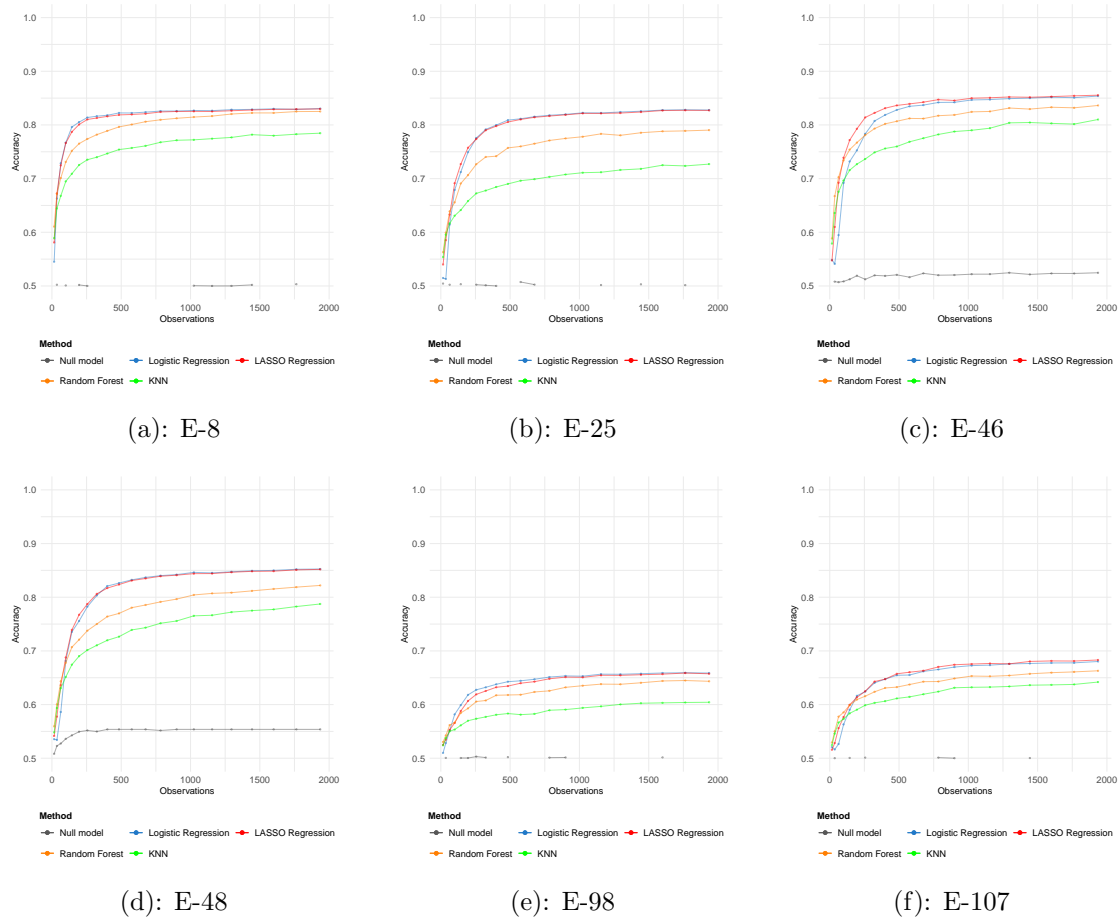 1.0
0.9
0.8
0.7
0.6
0.5
Accuracy
0 500 1000 1500 2000
Observations
Method
Null model Logistic Regression LASSO Regression
Random Forest KNN
(a): E-8
1.0
0.9
0.8
0.7
0.6
0.5
Accuracy
0 500 1000 1500 2000
Observations
Method
Null model Logistic Regression LASSO Regression
Random Forest KNN
(b): E-25
1.0
0.9
0.8
0.7
0.6
0.5
Accuracy
0 500 1000 1500 2000
Observations
Method
Null model Logistic Regression LASSO Regression
Random Forest KNN
(c): E-46
1.0
0.9
0.8
0.7
0.6
0.5
Accuracy
0 500 1000 1500 2000
Observations
Method
Null model Logistic Regression LASSO Regression
Random Forest KNN
(d): E-48
1.0
0.9
0.8
0.7
0.6
0.5
Accuracy
0 500 1000 1500 2000
Observations
Method
Null model Logistic Regression LASSO Regression
Random Forest KNN
(e): E-98
1.0
0.9
0.8
0.7
0.6
0.5
Accuracy
0 500 1000 1500 2000
Observations
Method
Null model Logistic Regression LASSO Regression
Random Forest KNN
(f): E-107